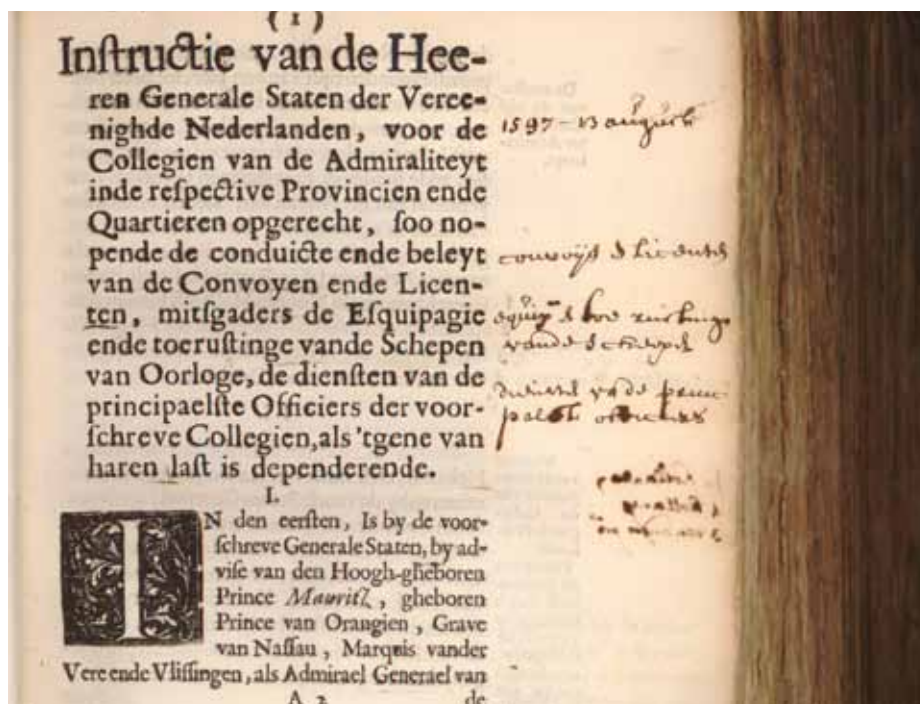 ( 1 )
Inſtructie van de Hee-
ren Generale Staten der Veree-
nighde Nederlanden, voor de
Collegien van de Admiraliteyt
inde reſpective Provincien ende
Quartieren opgerecht, ſoo no-
pende de conduicte ende beleyt
van de Convoyen ende Licen-
ten, mitſgaders de Eſquipagie
ende toeruſtinge vande Schepen
van Oorloge, de dienſten van de
principaelſte Officiers der voor-
ſchreve Collegien, als 'tgene van
haren laſt is dependerende.
1597 - 13 auguſti
convoyſ & licenten
vande
I.
IN den eerſten, Is by de voor-
ſchreve Generale Staten, by ad-
viſe van den Hoogh-gheboren
Prince Mauritz, gheboren
Prince van Orangien, Grave
van Naſſau, Marquis vander
Vere ende Vliſſingen, als Admirael Generael van
A 2 de